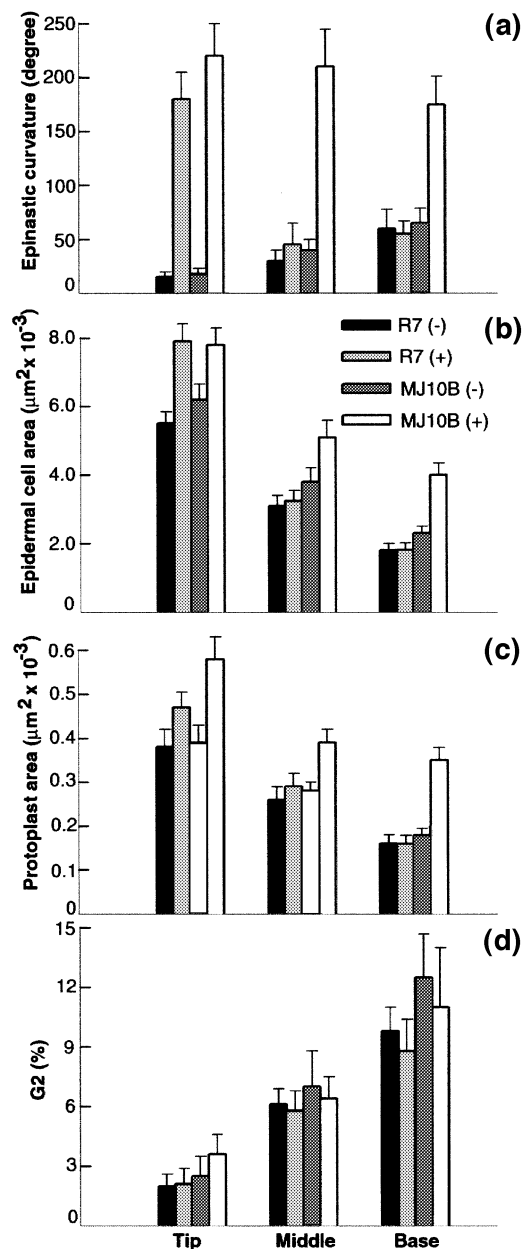 (a)
Epinastic curvature (degree)
250
200
150
100
50
0
(b)
Epidermal cell area (μm² x 10⁻³)
8.0
6.0
4.0
2.0
0
R7 (-)
R7 (+)
MJ10B (-)
MJ10B (+)
(c)
Protoplast area (μm² x 10⁻³)
0.6
0.5
0.4
0.3
0.2
0.1
0
(d)
G2 (%)
15
12
9
6
3
0
Tip Middle Base